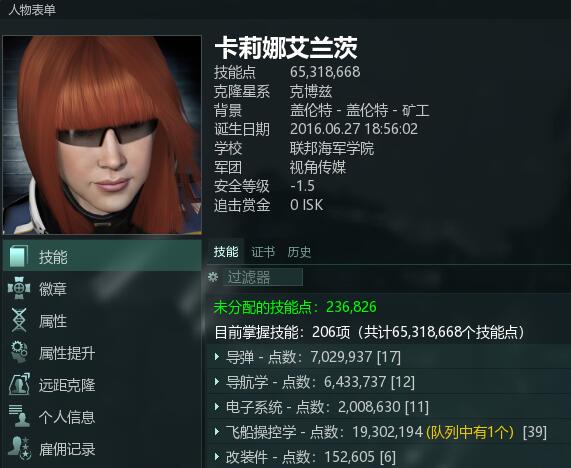 人物表单
卡莉娜艾兰茨
技能点 65,318,668
克隆星系 克博兹
背景 盖伦特 - 盖伦特 - 矿工
诞生日期 2016.06.27 18:56:02
学校 联邦海军学院
军团 视角传媒
安全等级 -1.5
追击赏金 0 ISK
技能
徽章
属性
属性提升
远距克隆
个人信息
雇佣记录
技能 证书 历史
过滤器
未分配的技能点：236,826
目前掌握技能：206项（共计65,318,668个技能点）
导弹 - 点数：7,029,937 [17]
导航学 - 点数：6,433,737 [12]
电子系统 - 点数：2,008,630 [11]
飞船操控学 - 点数：19,302,194 (队列中有1个) [39]
改装件 - 点数：152,605 [6]